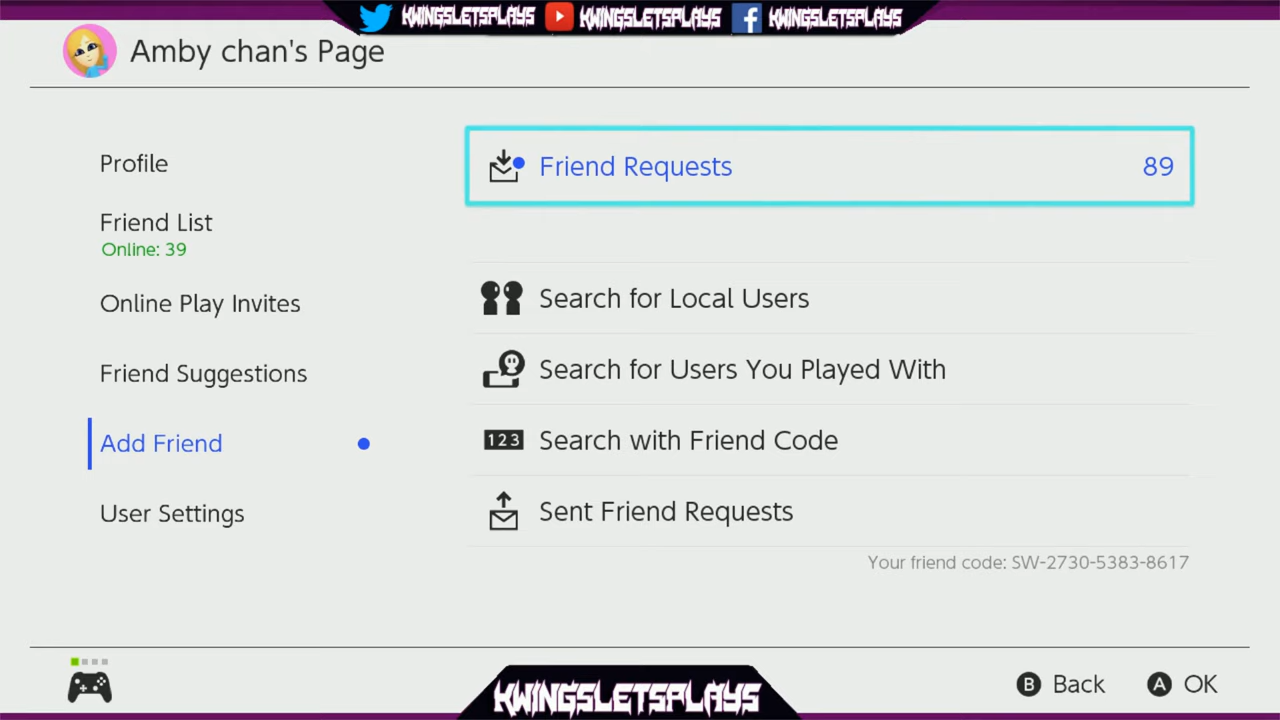 KWINGSLETSPLAYS KWINGSLETSPLAYS KWINGSLETSPLAYS
Amby chan's Page
Profile
Friend List
Online: 39
Online Play Invites
Friend Suggestions
Add Friend
User Settings
Friend Requests 89
Search for Local Users
Search for Users You Played With
123 Search with Friend Code
Sent Friend Requests
Your friend code: SW-2730-5383-8617
KWINGSLETSPLAYS
B Back A OK